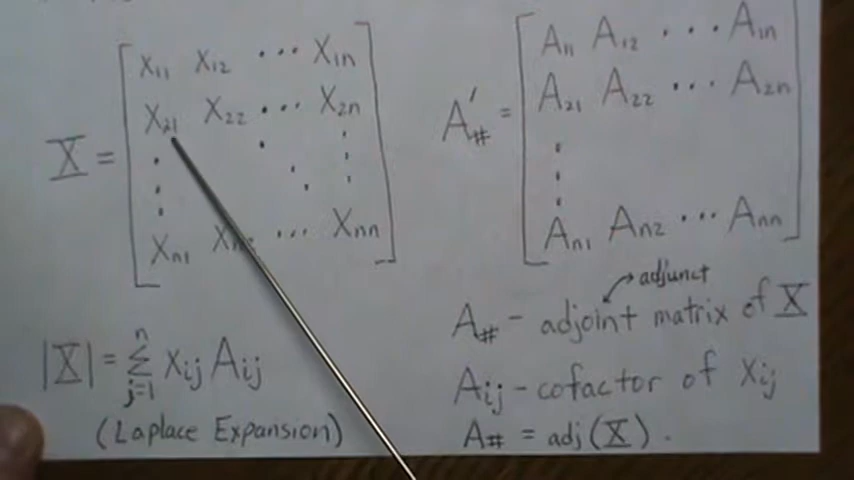 X = [ x₁₁ x₁₂ ··· x₁ₙ
x₂₁ x₂₂ ··· x₂ₙ
⋮ ⋱ ⋮
xₙ₁ ··· xₙₙ ]
A'# = [ A₁₁ A₁₂ ··· A₁ₙ
A₂₁ A₂₂ ··· A₂ₙ
⋮
Aₙ₁ Aₙ₂ ··· Aₙₙ ]
|X| = ∑ⁿⱼ₌₁ xᵢⱼ Aᵢⱼ
(Laplace Expansion)
adjunct
A# - adjoint matrix of X
Aᵢⱼ - cofactor of xᵢⱼ
A# = adj(X).